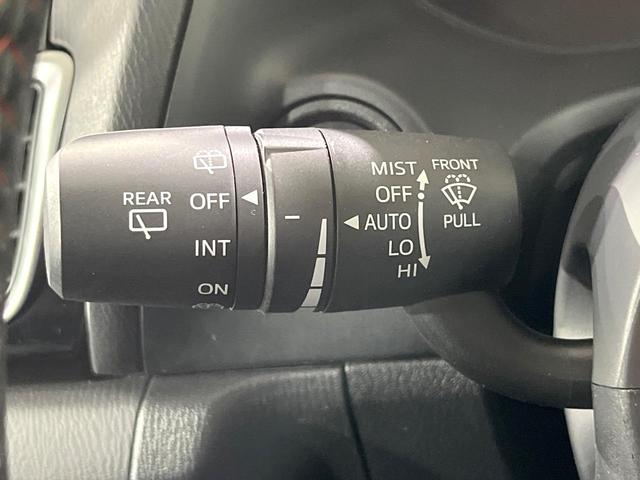 REAR
OFF
INT
ON
MIST
OFF
AUTO
LO
HI
FRONT
PULL